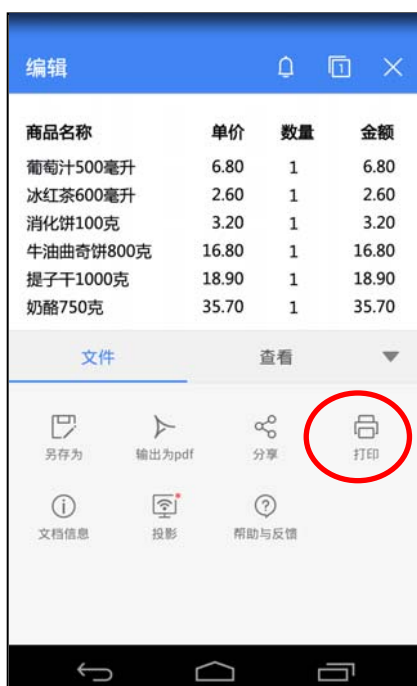 编辑 1
商品名称 单价 数量 金额
葡萄汁500毫升 6.80 1 6.80
冰红茶600毫升 2.60 1 2.60
消化饼100克 3.20 1 3.20
牛油曲奇饼800克 16.80 1 16.80
提子干1000克 18.90 1 18.90
奶酪750克 35.70 1 35.70
文件 查看
另存为 输出为pdf 分享 打印
文档信息 投影 帮助与反馈